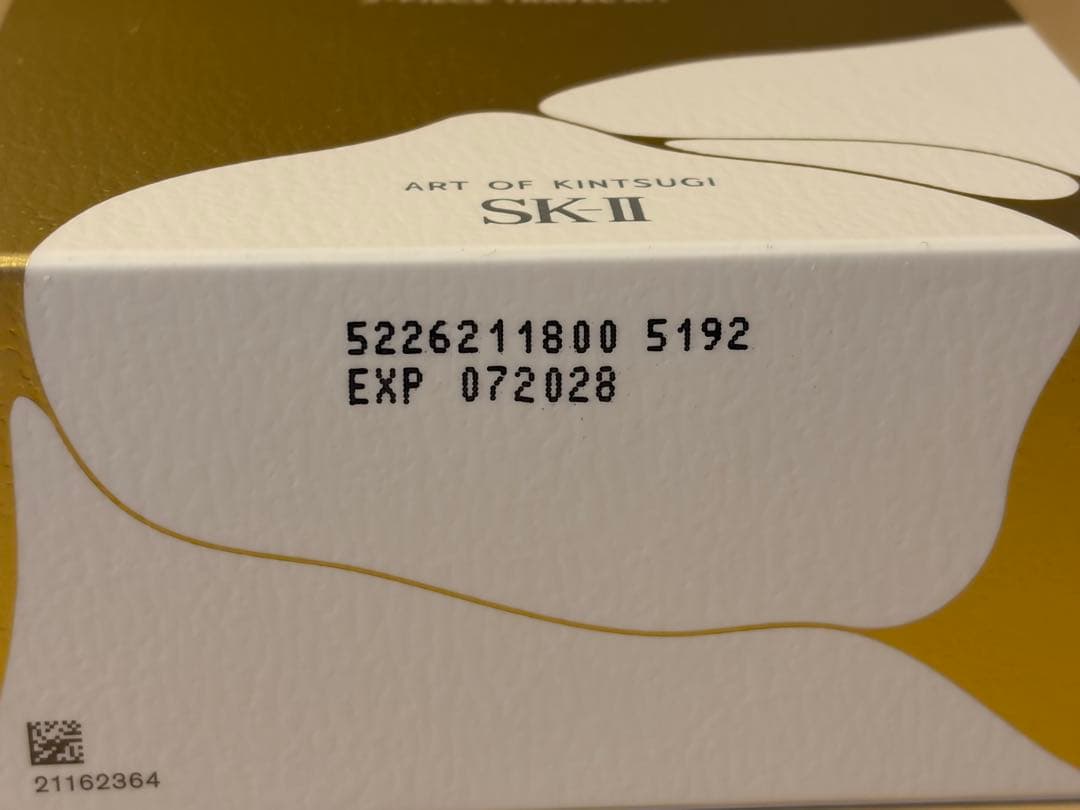 ART OF KINTSUGI
SK-II
5226211800 5192
EXP 072028
21162364